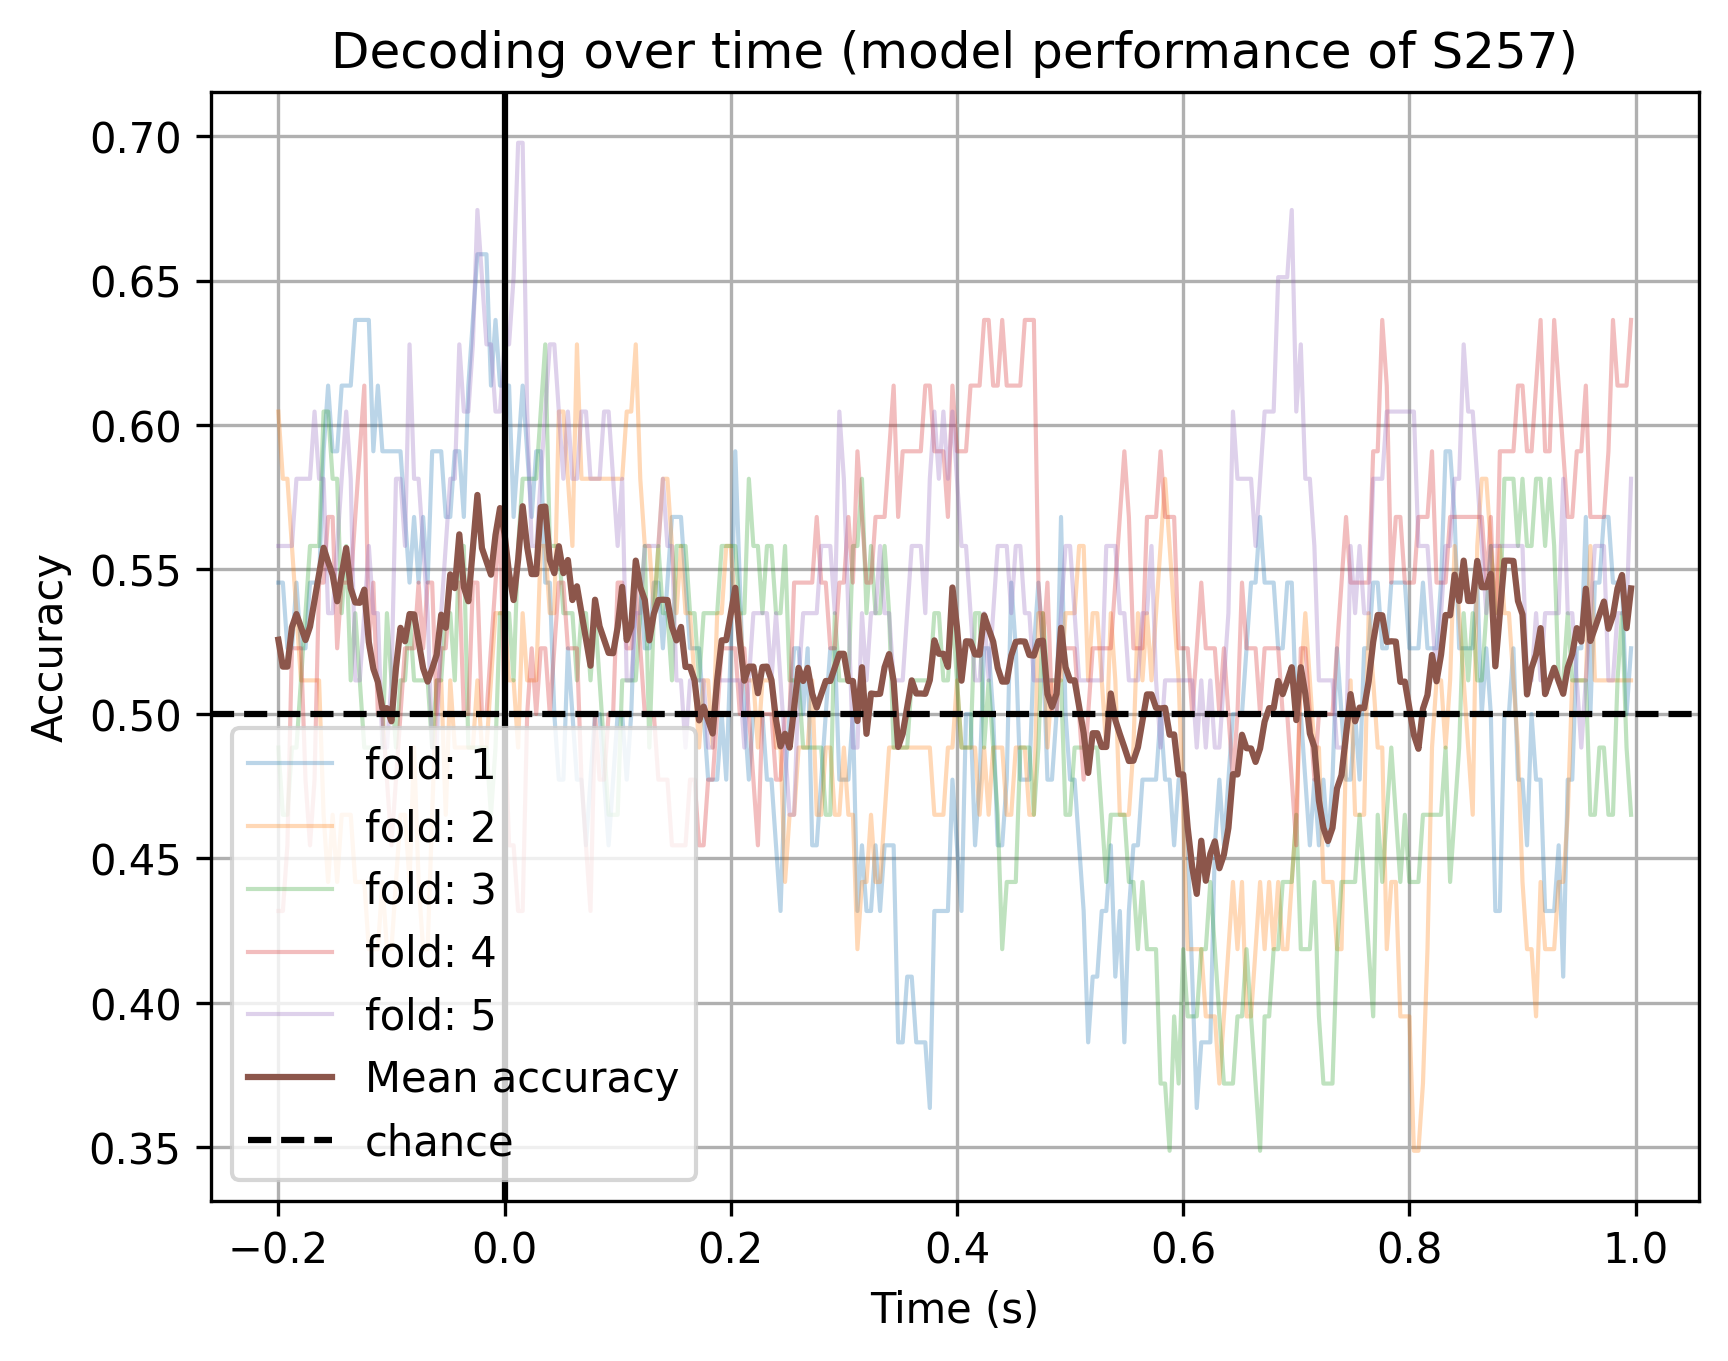 Decoding over time (model performance of S257)
Accuracy
0.70
0.65
0.60
0.55
0.50
0.45
0.40
0.35
fold: 1
fold: 2
fold: 3
fold: 4
fold: 5
Mean accuracy
chance
−0.2 0.0 0.2 0.4 0.6 0.8 1.0
Time (s)